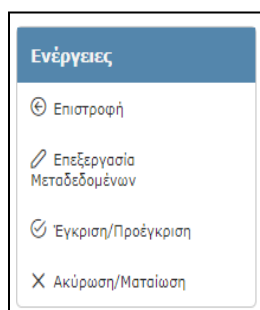 Ενέργειες
Επιστροφή
Επεξεργασία
Μεταδεδομένων
Έγκριση/Προέγκριση
Ακύρωση/Ματαίωση